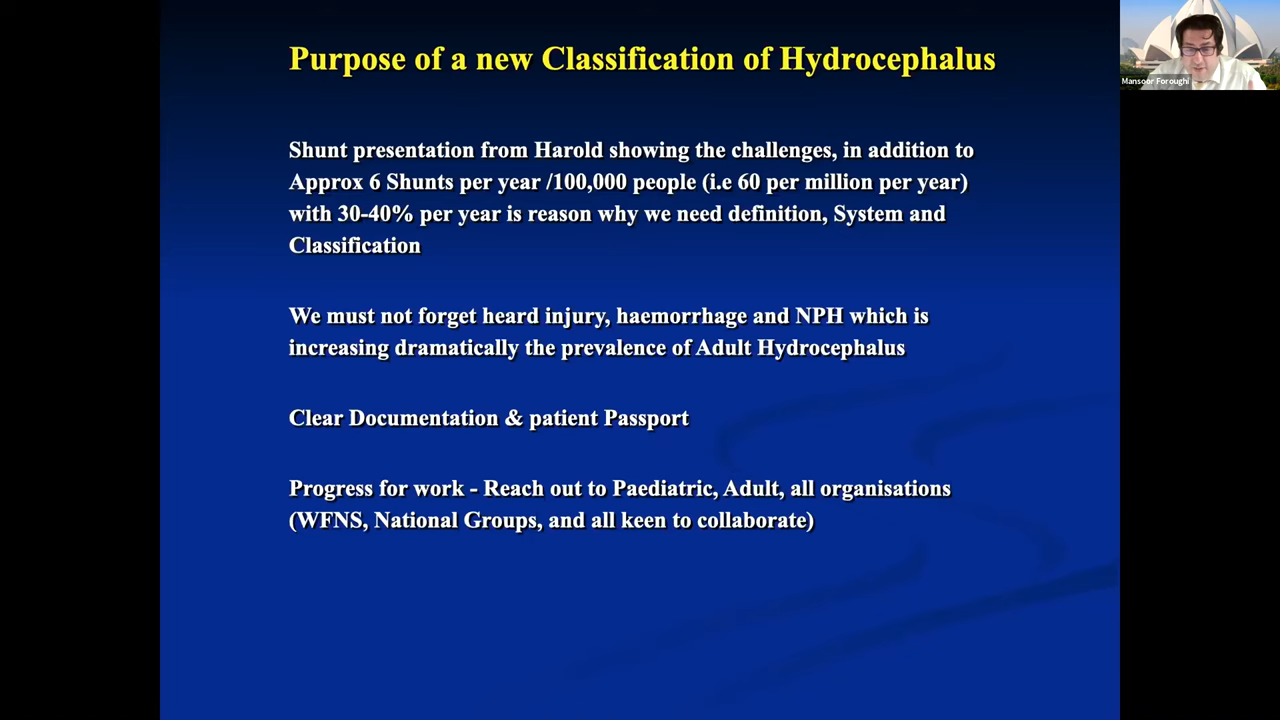 Purpose of a new Classification of Hydrocephalus
Shunt presentation from Harold showing the challenges, in addition to
Approx 6 Shunts per year /100,000 people (i.e 60 per million per year)
with 30-40% per year is reason why we need definition, System and
Classification
We must not forget heard injury, haemorrhage and NPH which is
increasing dramatically the prevalence of Adult Hydrocephalus
Clear Documentation & patient Passport
Progress for work - Reach out to Paediatric, Adult, all organisations
(WFNS, National Groups, and all keen to collaborate)
Mansoor Foroughi